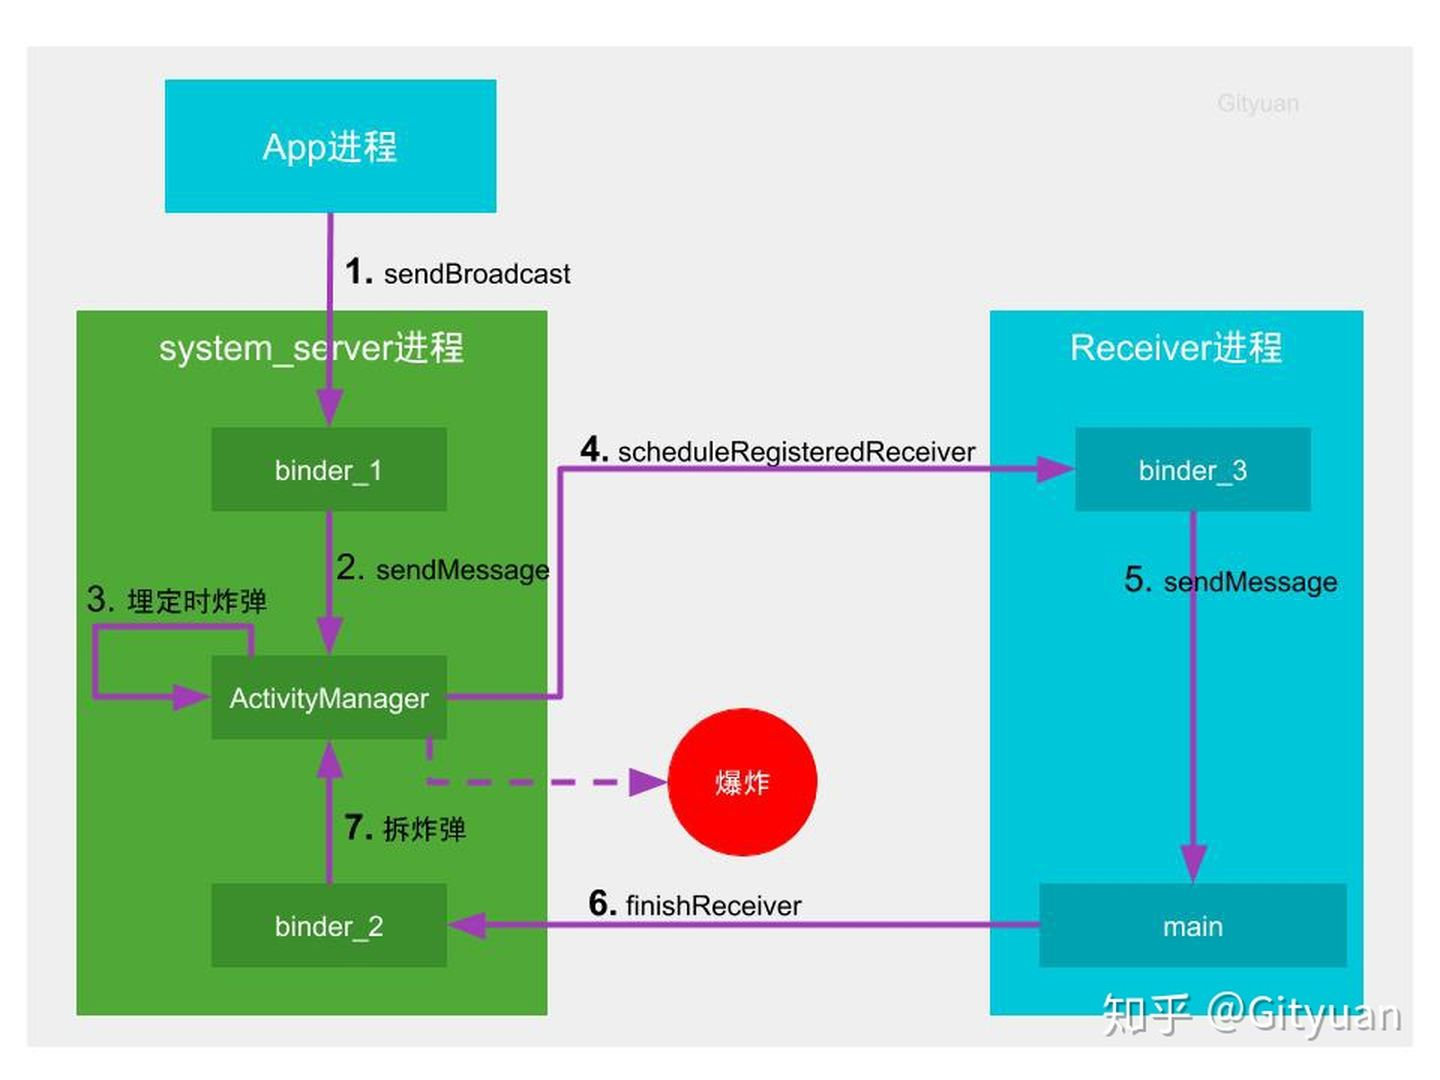 Gityuan
App进程
1. sendBroadcast
system_server进程
Receiver进程
binder_1
4. scheduleRegisteredReceiver
binder_3
2. sendMessage
5. sendMessage
3. 埋定时炸弹
ActivityManager
爆炸
7. 拆炸弹
6. finishReceiver
binder_2
main
知乎 @Gityuan